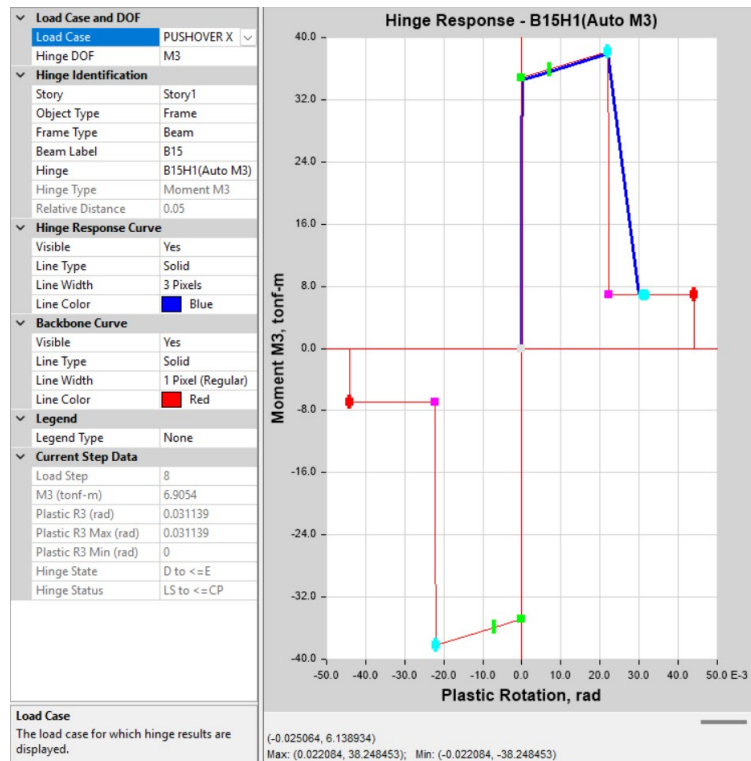 Load Case and DOF
Load Case PUSHOVER X
Hinge DOF M3
Hinge Identification
Story Story1
Object Type Frame
Frame Type Beam
Beam Label B15
Hinge B15H1(Auto M3)
Hinge Type Moment M3
Relative Distance 0.05
Hinge Response Curve
Visible Yes
Line Type Solid
Line Width 3 Pixels
Line Color Blue
Backbone Curve
Visible Yes
Line Type Solid
Line Width 1 Pixel (Regular)
Line Color Red
Legend
Legend Type None
Current Step Data
Load Step 8
M3 (tonf-m) 6.9054
Plastic R3 (rad) 0.031139
Plastic R3 Max (rad) 0.031139
Plastic R3 Min (rad) 0
Hinge State D to <=E
Hinge Status LS to <=CP
Load Case
The load case for which hinge results are
displayed.
Hinge Response - B15H1(Auto M3)
Moment M3, tonf-m
40.0
32.0
24.0
16.0
8.0
0.0
-8.0
-16.0
-24.0
-32.0
-40.0
-50.0 -40.0 -30.0 -20.0 -10.0 0.0 10.0 20.0 30.0 40.0 50.0 E-3
Plastic Rotation, rad
(-0.025064, 6.138934)
Max: (0.022084, 38.248453); Min: (-0.022084, -38.248453)